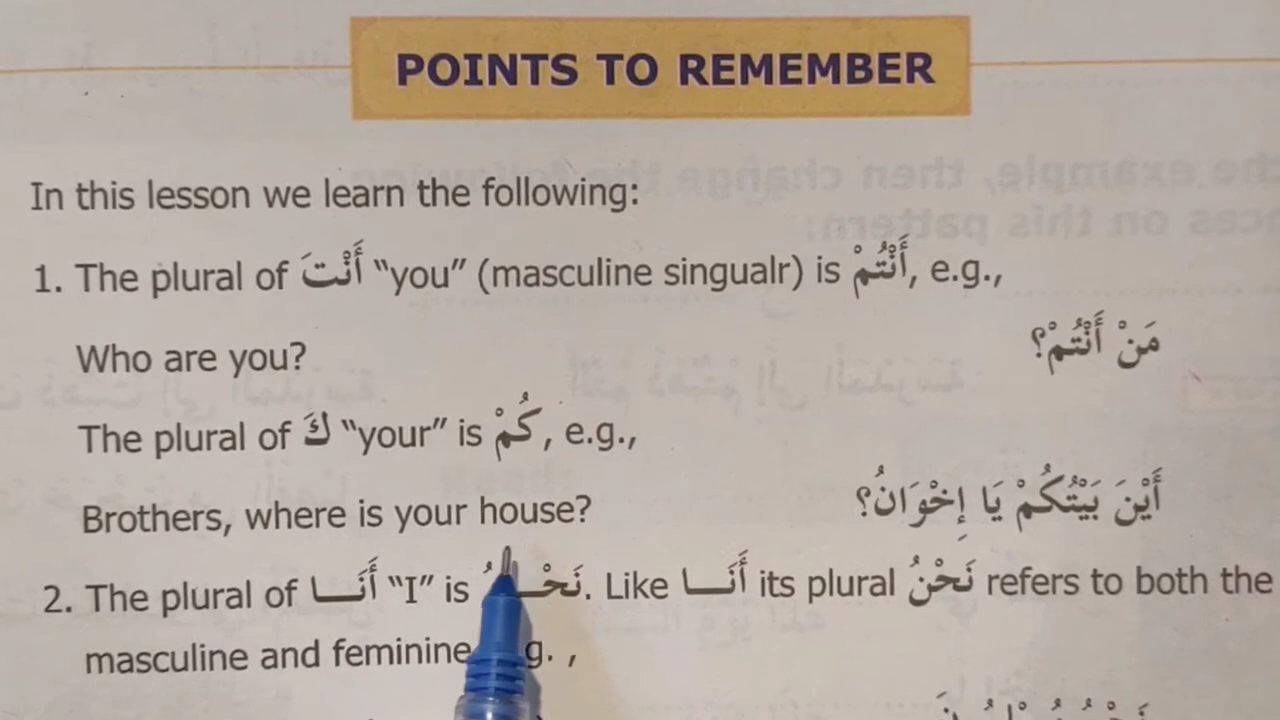 POINTS TO REMEMBER
In this lesson we learn the following:
1. The plural of أَنْتَ "you" (masculine singualr) is أَنْتُمْ, e.g.,
Who are you? مَنْ أَنْتُمْ؟
The plural of كَ "your" is كُمْ, e.g.,
Brothers, where is your house? أَيْنَ بَيْتُكُمْ يَا إِخْوَانُ؟
2. The plural of أَنَـا "I" is . Like أَنَـا its plural نَحْنُ refers to both the
masculine and feminine g. ,